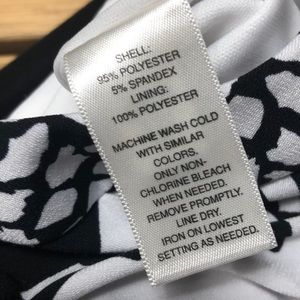 SHELL:
95% POLYESTER
5% SPANDEX
LINING:
100% POLYESTER
MACHINE WASH COLD
WITH SIMILAR
COLORS.
ONLY NON-
CHLORINE BLEACH
WHEN NEEDED.
REMOVE PROMPTLY.
LINE DRY.
IRON ON LOWEST
SETTING AS NEEDED.